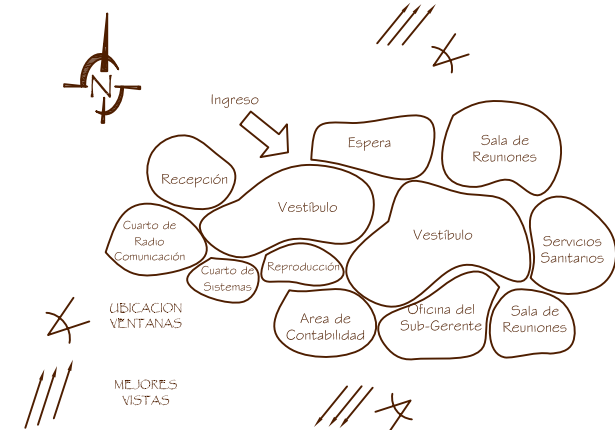 N
Ingreso
Espera
Sala de
Reuniones
Recepción
Vestíbulo
Cuarto de
Radio
Comunicación
Vestíbulo
Servicios
Sanitarios
Cuarto de
Sistemas
Reproducción
Area de
Contabilidad
Oficina del
Sub-Gerente
Sala de
Reuniones
UBICACION
VENTANAS
MEJORES
VISTAS